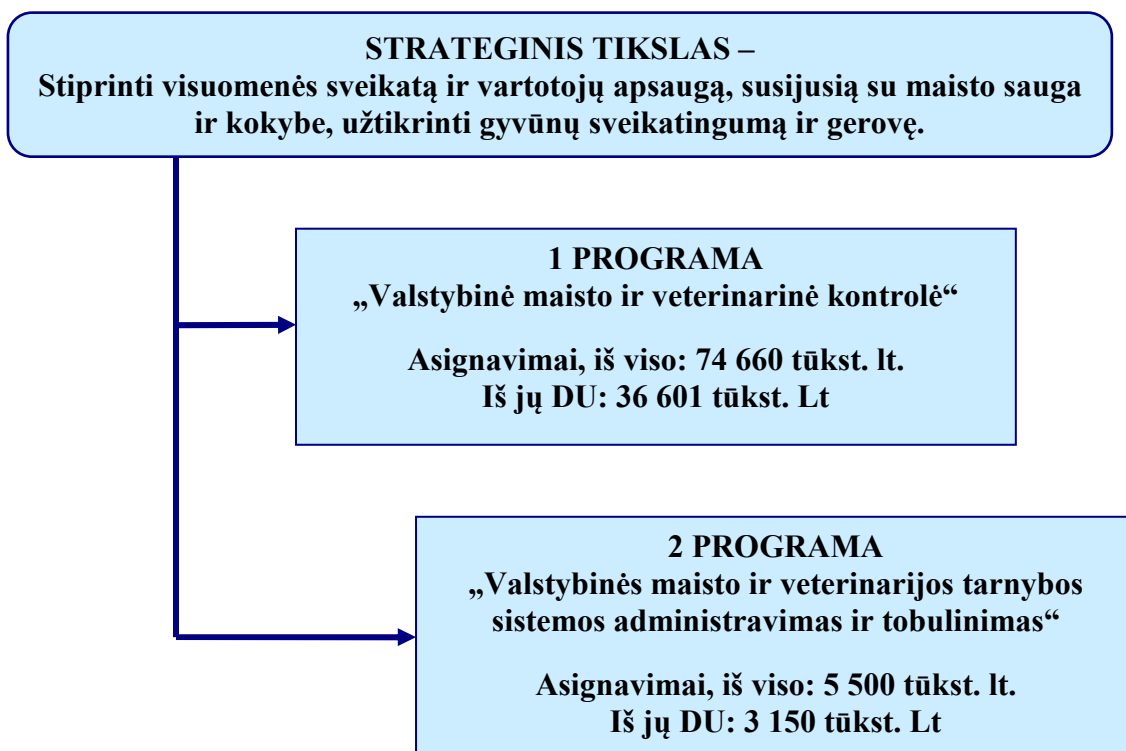 STRATEGINIS TIKSLAS –
Stiprinti visuomenės sveikatą ir vartotojų apsaugą, susijusią su maisto sauga
ir kokybe, užtikrinti gyvūnų sveikatingumą ir gerovę.
1 PROGRAMA
„Valstybinė maisto ir veterinarinė kontrolė“
Asignavimai, iš viso: 74 660 tūkst. lt.
Iš jų DU: 36 601 tūkst. Lt
2 PROGRAMA
„Valstybinės maisto ir veterinarijos tarnybos
sistemos administravimas ir tobulinimas“
Asignavimai, iš viso: 5 500 tūkst. lt.
Iš jų DU: 3 150 tūkst. Lt